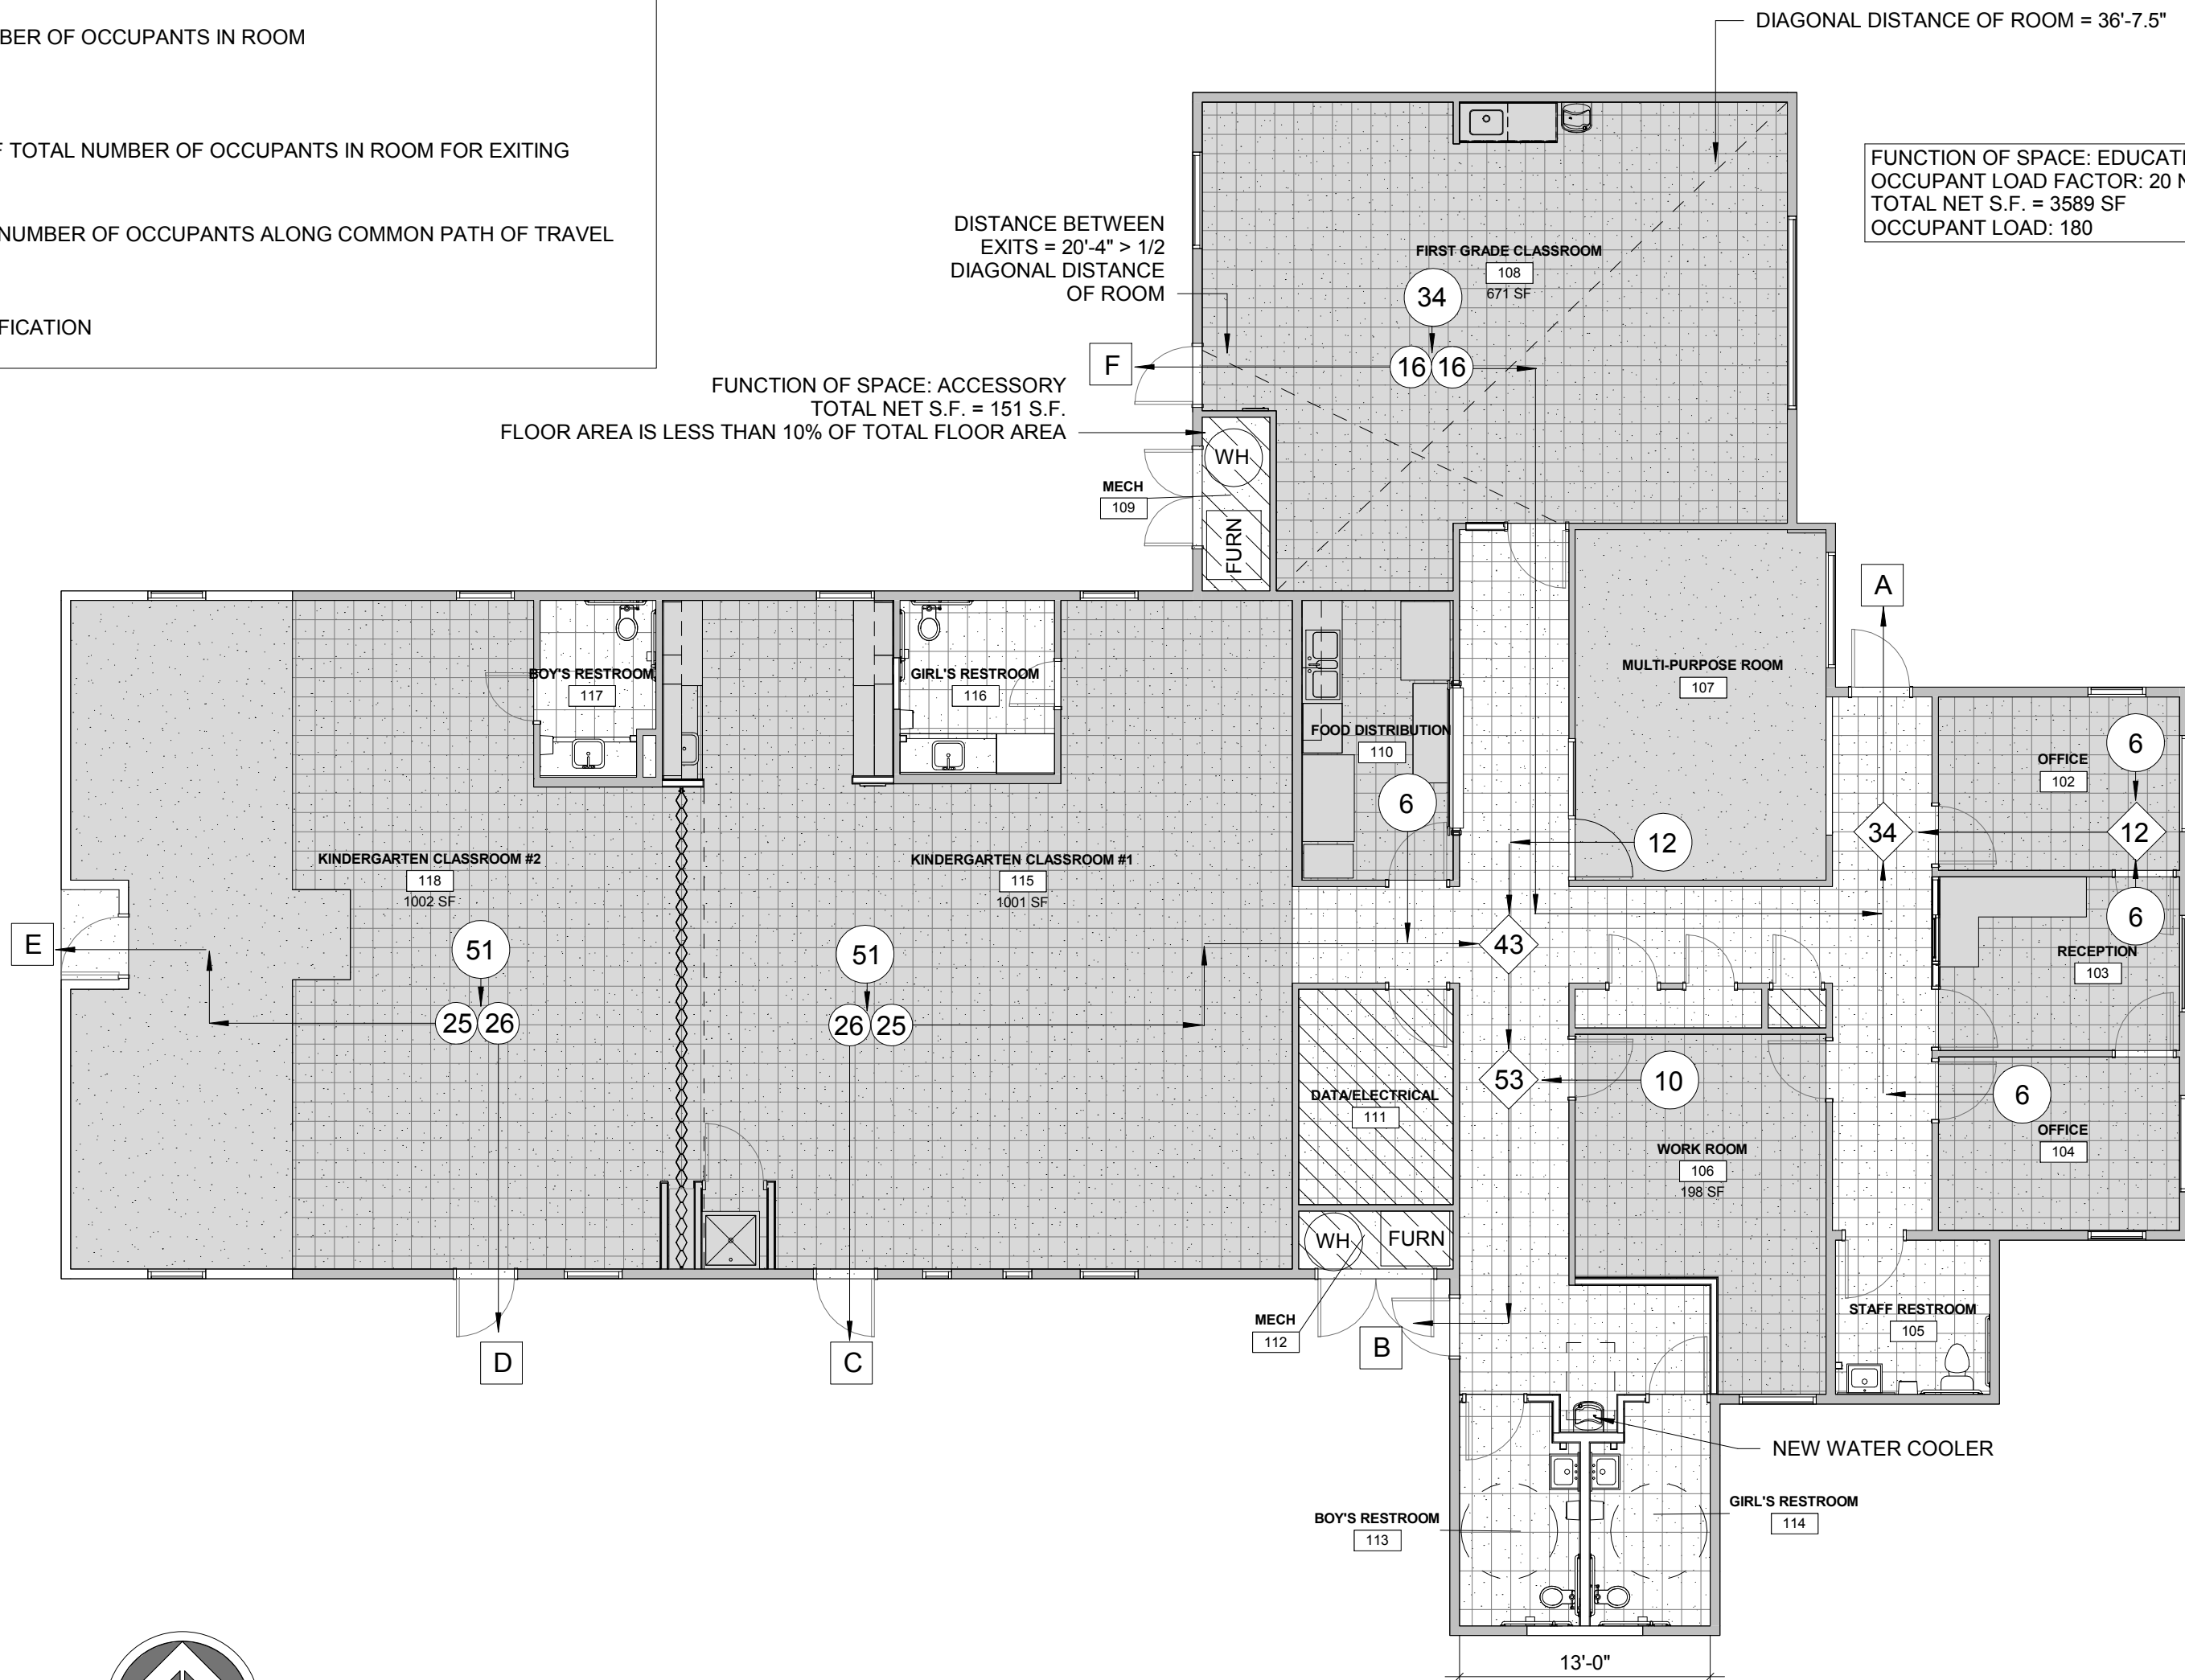 BER OF OCCUPANTS IN ROOM
TOTAL NUMBER OF OCCUPANTS IN ROOM FOR EXITING
NUMBER OF OCCUPANTS ALONG COMMON PATH OF TRAVEL
FICATION
DIAGONAL DISTANCE OF ROOM = 36'-7.5"
FUNCTION OF SPACE: EDUCATI
OCCUPANT LOAD FACTOR: 20 N
TOTAL NET S.F. = 3589 SF
OCCUPANT LOAD: 180
DISTANCE BETWEEN
EXITS = 20'-4" > 1/2
DIAGONAL DISTANCE
OF ROOM
FIRST GRADE CLASSROOM
108
671 SF
34
16 16
F
FUNCTION OF SPACE: ACCESSORY
TOTAL NET S.F. = 151 S.F.
FLOOR AREA IS LESS THAN 10% OF TOTAL FLOOR AREA
WH
MECH
109
FURN
A
BOY'S RESTROOM
117
GIRL'S RESTROOM
116
FOOD DISTRIBUTION
110
6
MULTI-PURPOSE ROOM
107
12
OFFICE
102
6
12
34
KINDERGARTEN CLASSROOM #2
118
1002 SF
51
25 26
KINDERGARTEN CLASSROOM #1
115
1001 SF
51
26 25
E
43
6
RECEPTION
103
53
10
6
DATA/ELECTRICAL
111
WORK ROOM
106
198 SF
OFFICE
104
WH
FURN
MECH
112
B
C
D
STAFF RESTROOM
105
NEW WATER COOLER
BOY'S RESTROOM
113
GIRL'S RESTROOM
114
13'-0"